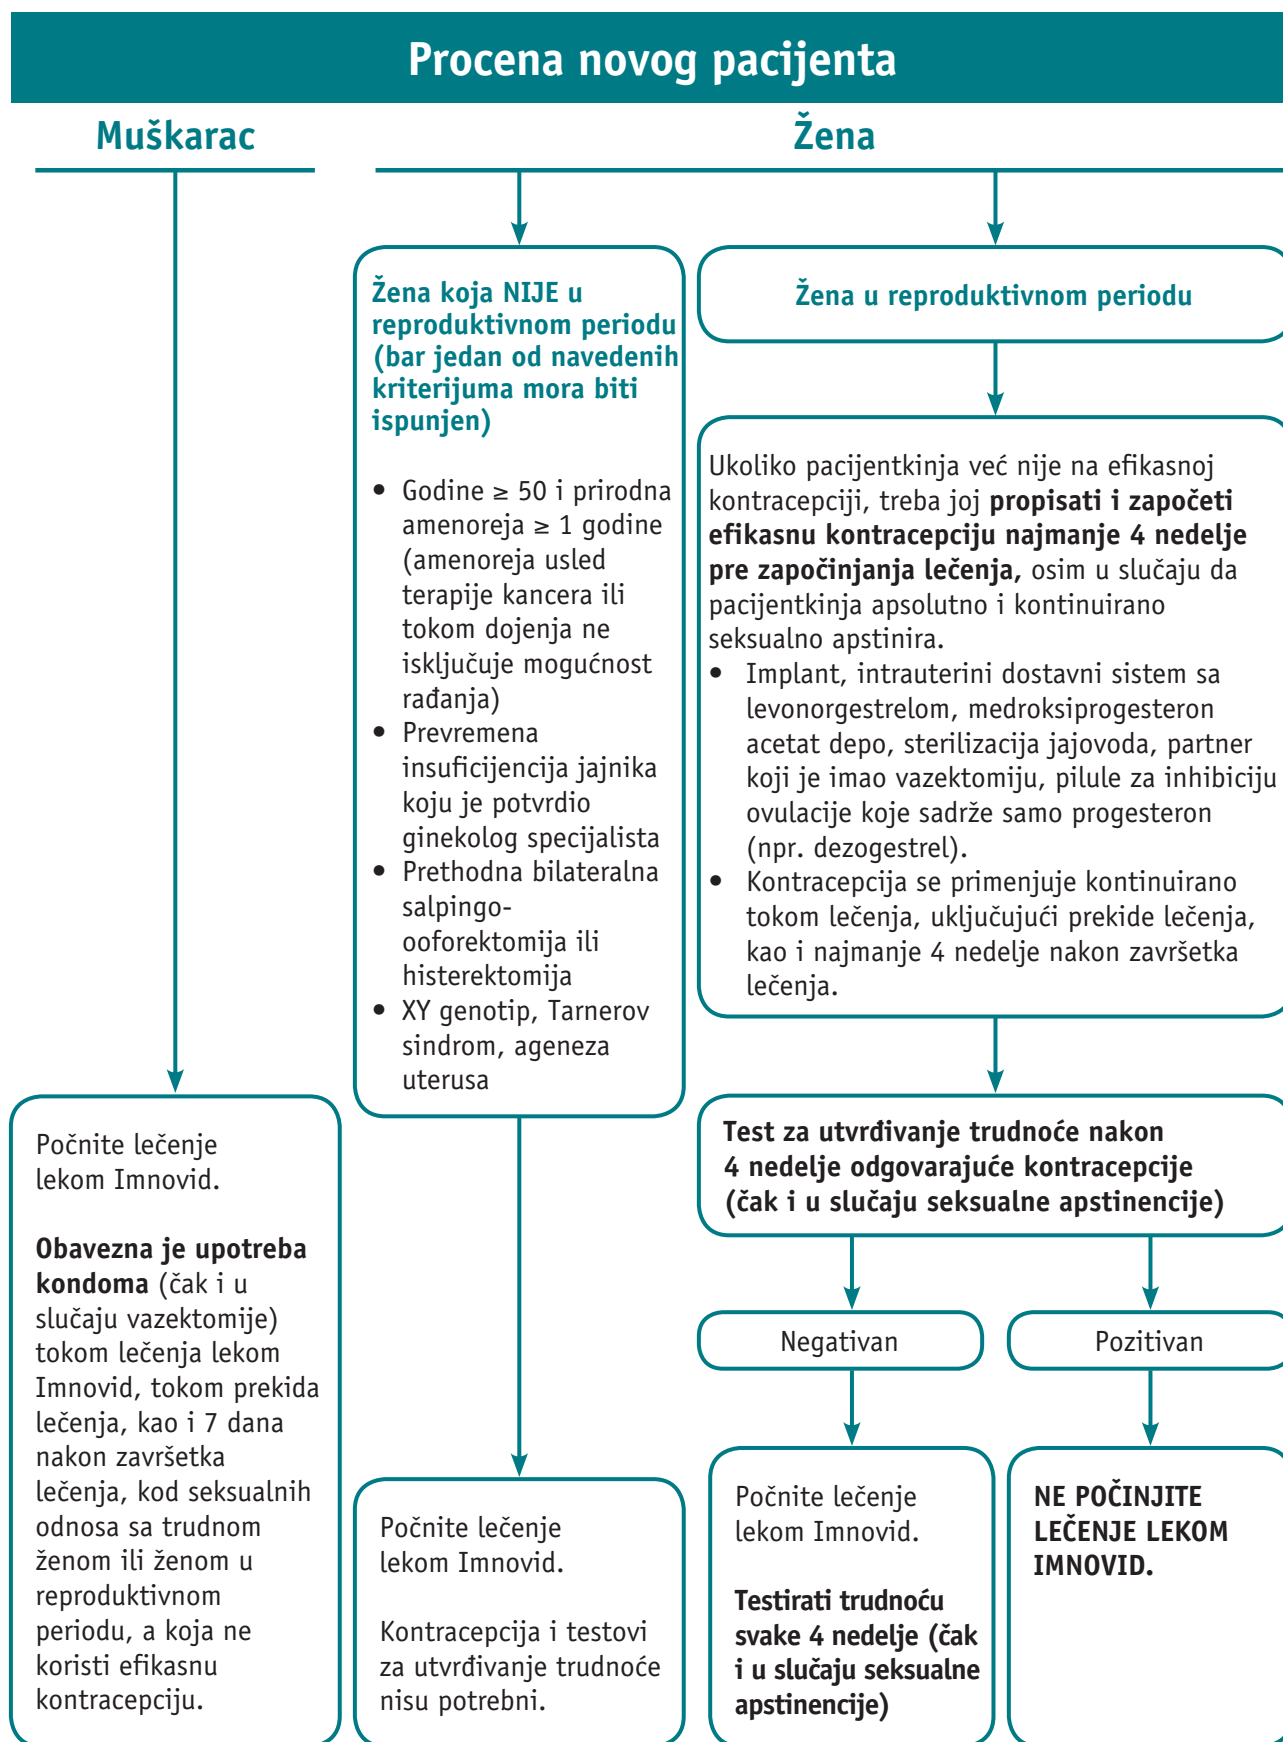 Procena novog pacijenta
Muškarac
Žena
Žena koja NIJE u
reproduktivnom periodu
(bar jedan od navedenih
kriterijuma mora biti
ispunjen)
• Godine ≥ 50 i prirodna
amenoreja ≥ 1 godine
(amenoreja usled
terapije kancera ili
tokom dojenja ne
isključuje mogućnost
rađanja)
• Prevremena
insuficijencija jajnika
koju je potvrdio
ginekolog specijalista
• Prethodna bilateralna
salpingo-
ooforektomija ili
histerektomija
• XY genotip, Tarnerov
sindrom, ageneza
uterusa
Žena u reproduktivnom periodu
Ukoliko pacijentkinja već nije na efikasnoj
kontracepciji, treba joj propisati i započeti
efikasnu kontracepciju najmanje 4 nedelje
pre započinjanja lečenja, osim u slučaju da
pacijentkinja apsolutno i kontinuirano
seksualno apstinira.
• Implant, intrauterini dostavni sistem sa
levonorgestrelom, medroksiprogesteron
acetat depo, sterilizacija jajovoda, partner
koji je imao vazektomiju, pilule za inhibiciju
ovulacije koje sadrže samo progesteron
(npr. dezogestrel).
• Kontracepcija se primenjuje kontinuirano
tokom lečenja, uključujući prekide lečenja,
kao i najmanje 4 nedelje nakon završetka
lečenja.
Test za utvrđivanje trudnoće nakon
4 nedelje odgovarajuće kontracepcije
(čak i u slučaju seksualne apstinencije)
Negativan
Pozitivan
Počnite lečenje
lekom Imnovid.
Obavezna je upotreba
kondoma (čak i u
slučaju vazektomije)
tokom lečenja lekom
Imnovid, tokom prekida
lečenja, kao i 7 dana
nakon završetka
lečenja, kod seksualnih
odnosa sa trudnom
ženom ili ženom u
reproduktivnom
periodu, a koja ne
koristi efikasnu
kontracepciju.
Počnite lečenje
lekom Imnovid.
Kontracepcija i testovi
za utvrđivanje trudnoće
nisu potrebni.
Počnite lečenje
lekom Imnovid.
Testirati trudnoću
svake 4 nedelje (čak
i u slučaju seksualne
apstinencije)
NE POČINJITE
LEČENJE LEKOM
IMNOVID.